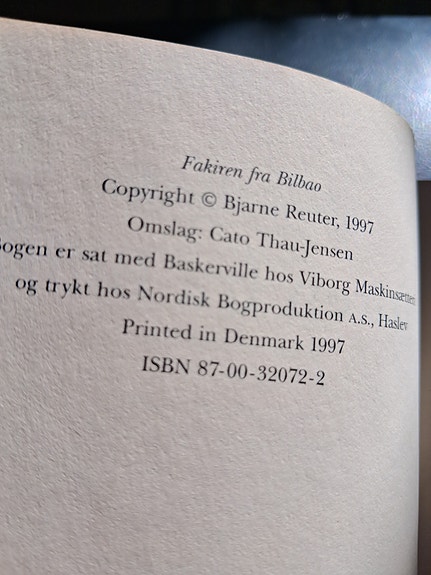 Fakiren fra Bilbao
Copyright © Bjarne Reuter, 1997
Omslag: Cato Thau-Jensen
Bogen er sat med Baskerville hos Viborg Maskinsætteri
og trykt hos Nordisk Bogproduktion A.S., Haslev
Printed in Denmark 1997
ISBN 87-00-32072-2